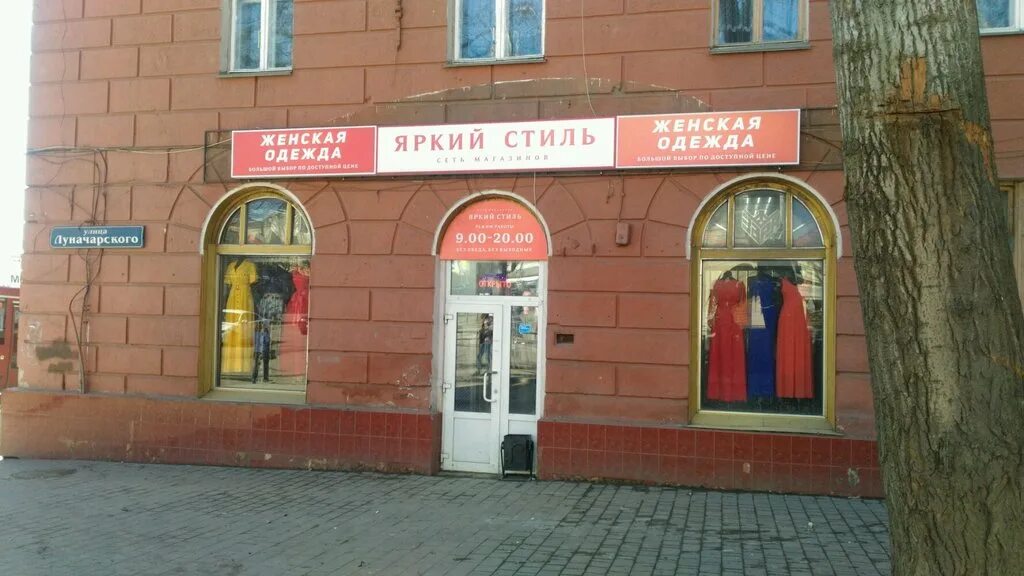 ЖЕНСКАЯ
ОДЕЖДА
БОЛЬШОЙ ВЫБОР ПО ДОСТУПНОЙ ЦЕНЕ
ЯРКИЙ СТИЛЬ
СЕТЬ МАГАЗИНОВ
ЖЕНСКАЯ
ОДЕЖДА
БОЛЬШОЙ ВЫБОР ПО ДОСТУПНОЙ ЦЕНЕ
улица
Луначарского
ЯРКИЙ СТИЛЬ
РЕЖИМ РАБОТЫ
9.00-20.00
БЕЗ ОБЕДА, БЕЗ ВЫХОДНЫХ
ОТКРЫТО